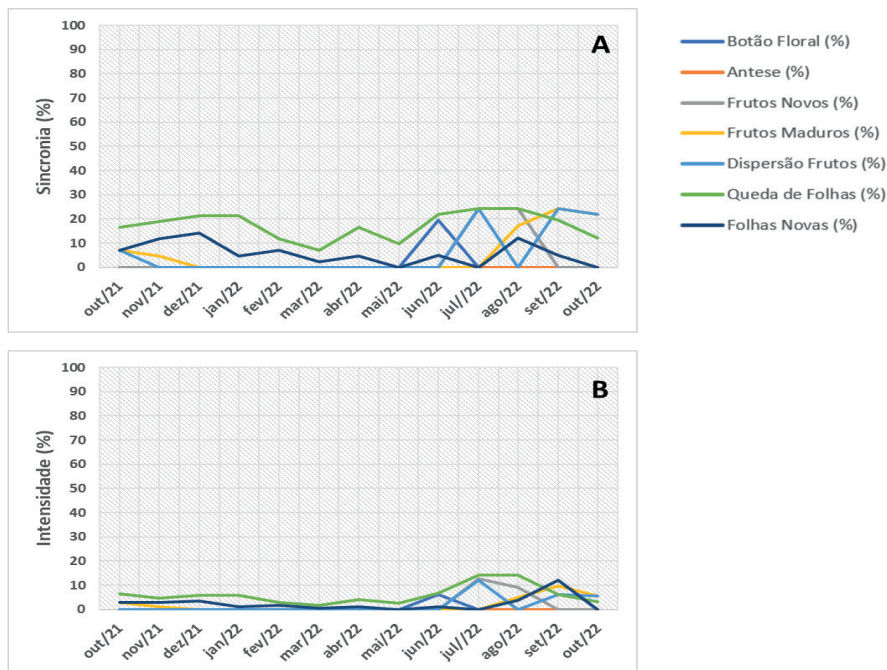 A
Sincronia (%)
100
90
80
70
60
50
40
30
20
10
0
out/21
nov/21
dez/21
jan/22
fev/22
mar/22
abr/22
mai/22
jun/22
jul//22
ago/22
set/22
out/22
Botão Floral (%)
Antese (%)
Frutos Novos (%)
Frutos Maduros (%)
Dispersão Frutos (%)
Queda de Folhas (%)
Folhas Novas (%)
B
Intensidade (%)
100
90
80
70
60
50
40
30
20
10
0
out/21
nov/21
dez/21
jan/22
fev/22
mar/22
abr/22
mai/22
jun/22
jul//22
ago/22
set/22
out/22